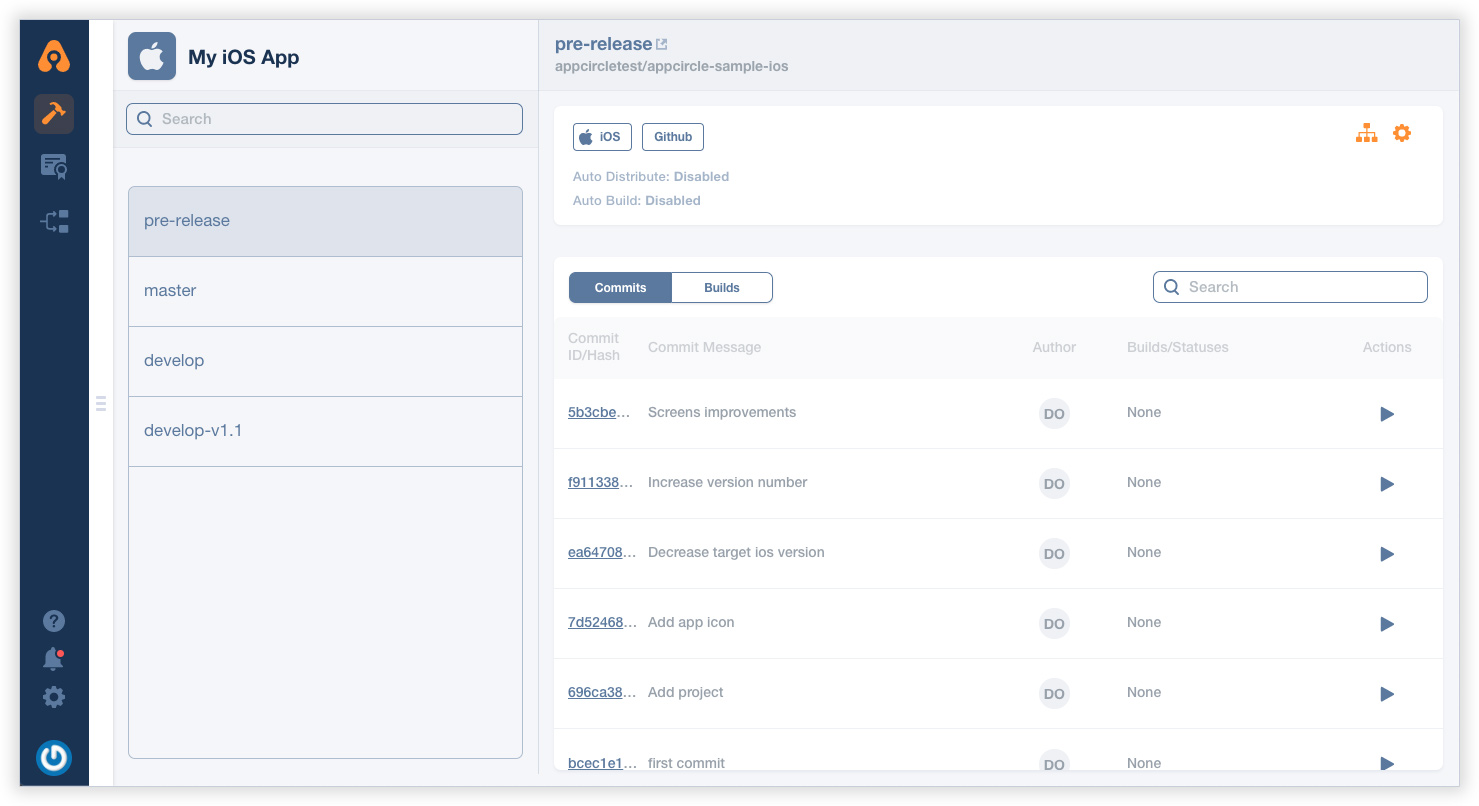 My iOS App
Search
pre-release
master
develop
develop-v1.1
?
pre-release
appcircletest/appcircle-sample-ios
iOS
Github
Auto Distribute: Disabled
Auto Build: Disabled
Commits
Builds
Search
Commit
ID/Hash
Commit Message
Author
Builds/Statuses
Actions
5b3cbe... Screens improvements DO None
f911338... Increase version number DO None
ea64708... Decrease target ios version DO None
7d52468... Add app icon DO None
696ca38... Add project DO None
bcec1e1... first commit DO None